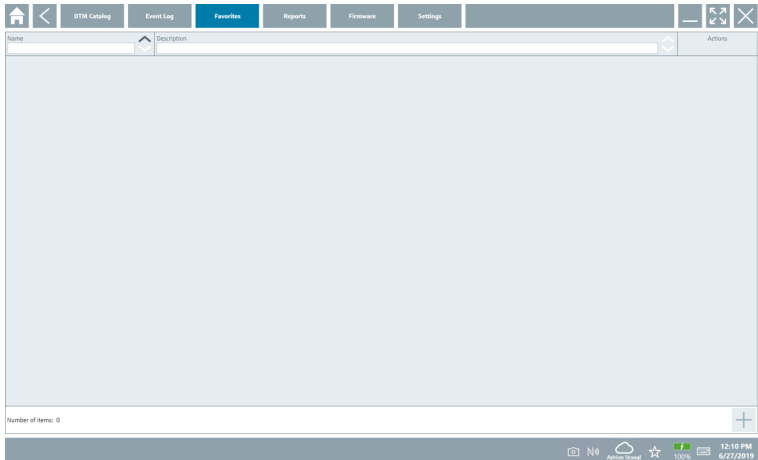 DTM Catalog Event Log Favorites Reports Firmware Settings
Name Description Actions
Number of items: 0
Adrian Stanal 100% 12:10 PM
6/27/2019